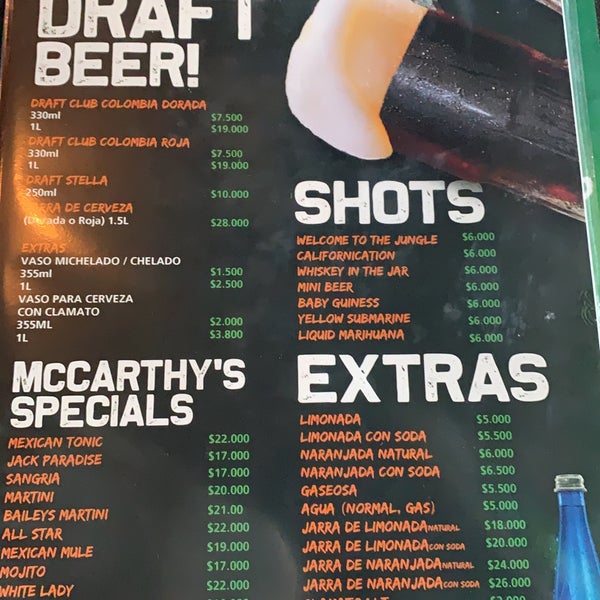 DRAFT
BEER!
DRAFT CLUB COLOMBIA DORADA
330ml $7.500
1L $19.000
DRAFT CLUB COLOMBIA ROJA
330ml $7.500
1L $19.000
DRAFT STELLA
250ml $10.000
JARRA DE CERVEZA
(Dorada o Roja) 1.5L $28.000
EXTRAS
VASO MICHELADO / CHELADO
355ml $1.500
1L $2.500
VASO PARA CERVEZA
CON CLAMATO
355ML $2.000
1L $3.800
McCARTHY'S
SPECIALS
MEXICAN TONIC $22.000
JACK PARADISE $17.000
SANGRIA $17.000
MARTINI $20.000
BAILEYS MARTINI $21.00
ALL STAR $22.000
MEXICAN MULE $19.000
MOJITO $17.000
WHITE LADY $22.000
SHOTS
WELCOME TO THE JUNGLE $6.000
CALIFORNICATION $6.000
WHISKEY IN THE JAR $6.000
MINI BEER $6.000
BABY GUINESS $6.000
YELLOW SUBMARINE $6.000
LIQUID MARIHUANA $6.000
EXTRAS
LIMONADA $5.000
LIMONADA CON SODA $5.500
NARANJADA NATURAL $6.000
NARANJADA CON SODA $6.500
GASEOSA $5.500
AGUA (NORMAL, GAS) $5.000
JARRA DE LIMONADA NATURAL $18.000
JARRA DE LIMONADA CON SODA $20.000
JARRA DE NARANJADA NATURAL $24.000
JARRA DE NARANJADA CON SODA $26.000